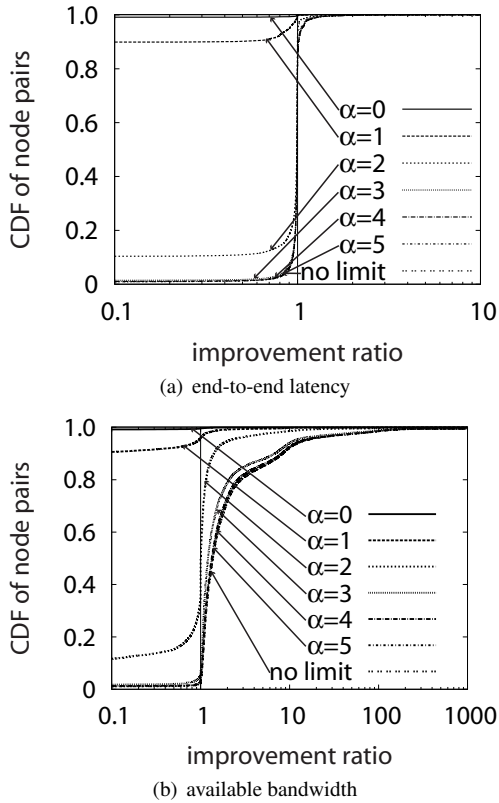 CDF of node pairs
1.0
0.8
0.6
0.4
0.2
0
α=0
α=1
α=2
α=3
α=4
α=5
no limit
0.1 1 10
improvement ratio
(a) end-to-end latency
CDF of node pairs
1.0
0.8
0.6
0.4
0.2
0
α=0
α=1
α=2
α=3
α=4
α=5
no limit
0.1 1 10 100 1000
improvement ratio
(b) available bandwidth